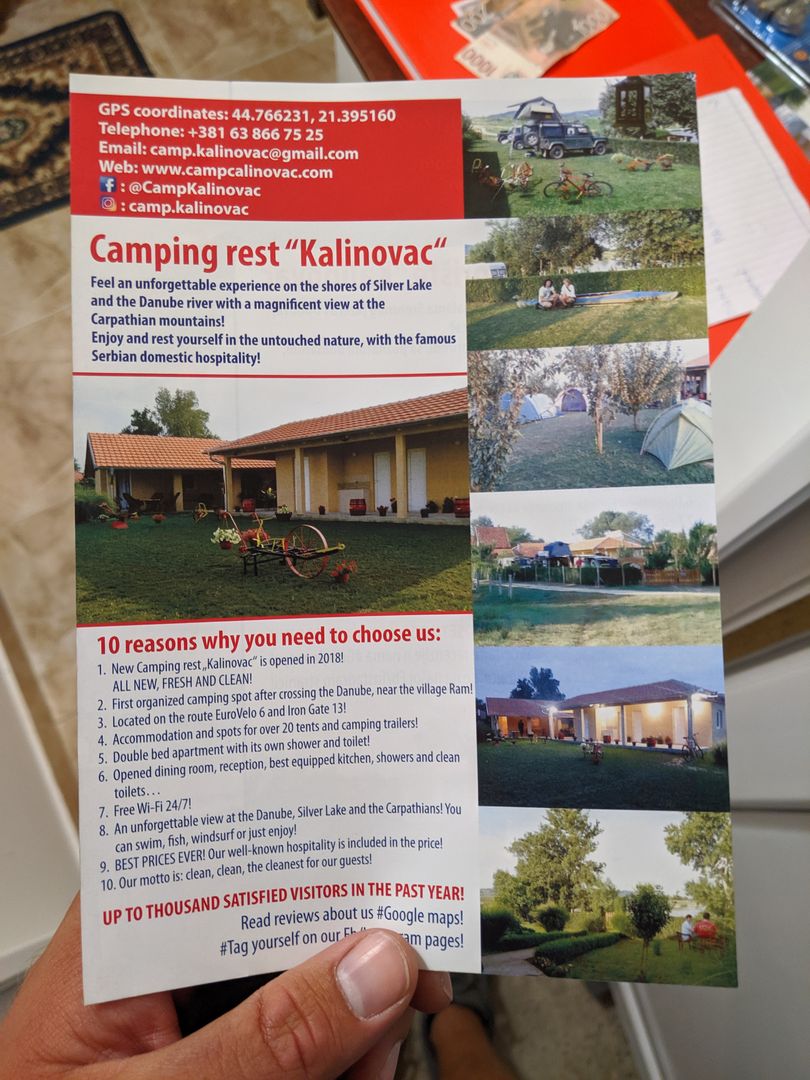 GPS coordinates: 44.766231, 21.395160
Telephone: +381 63 866 75 25
Email: camp.kalinovac@gmail.com
Web: www.campcalinovac.com
: @CampKalinovac
: camp.kalinovac
Camping rest “Kalinovac“
Feel an unforgettable experience on the shores of Silver Lake
and the Danube river with a magnificent view at the
Carpathian mountains!
Enjoy and rest yourself in the untouched nature, with the famous
Serbian domestic hospitality!
10 reasons why you need to choose us:
1. New Camping rest „Kalinovac“ is opened in 2018!
ALL NEW, FRESH AND CLEAN!
2. First organized camping spot after crossing the Danube, near the village Ram!
3. Located on the route EuroVelo 6 and Iron Gate 13!
4. Accommodation and spots for over 20 tents and camping trailers!
5. Double bed apartment with its own shower and toilet!
6. Opened dining room, reception, best equipped kitchen, showers and clean
toilets...
7. Free Wi-Fi 24/7!
8. An unforgettable view at the Danube, Silver Lake and the Carpathians! You
can swim, fish, windsurf or just enjoy!
9. BEST PRICES EVER! Our well-known hospitality is included in the price!
10. Our motto is: clean, clean, the cleanest for our guests!
UP TO THOUSAND SATISFIED VISITORS IN THE PAST YEAR!
Read reviews about us #Google maps!
#Tag yourself on our pages!
1000